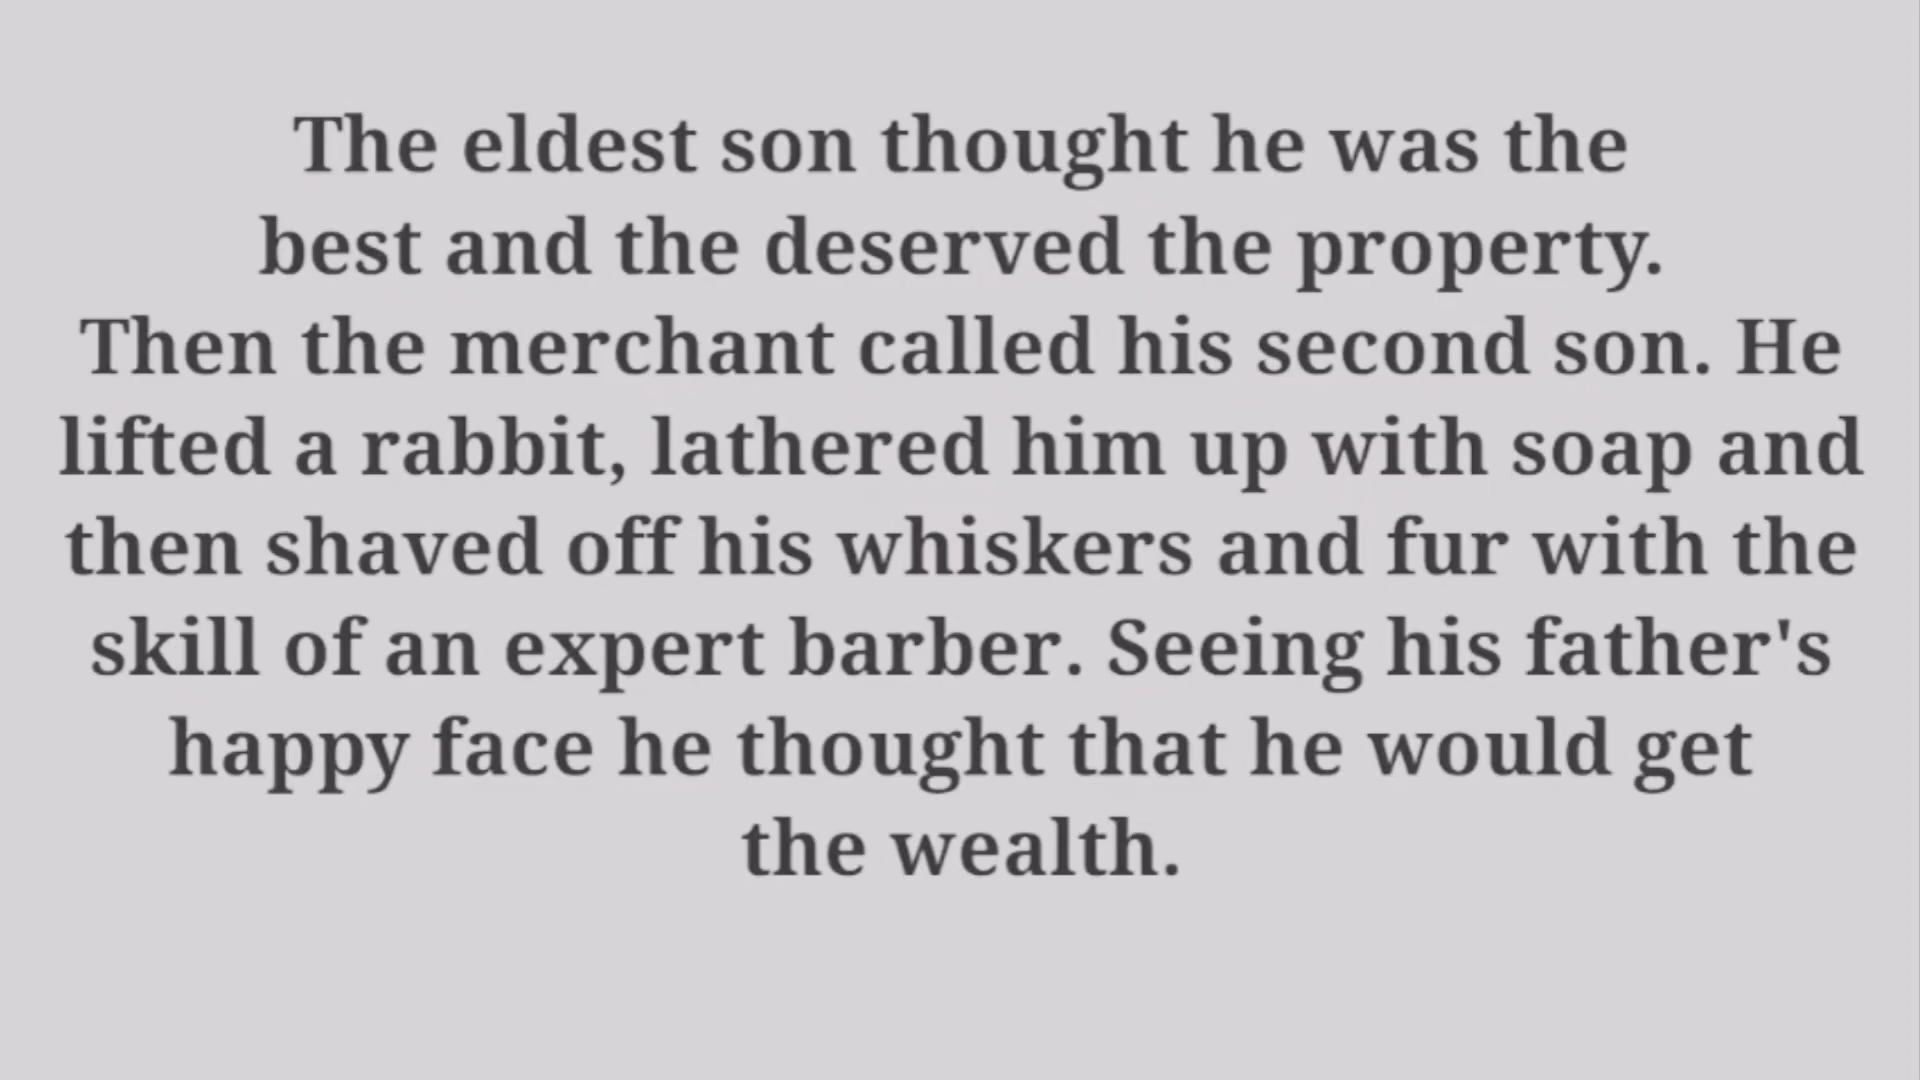 The eldest son thought he was the
best and the deserved the property.
Then the merchant called his second son. He
lifted a rabbit, lathered him up with soap and
then shaved off his whiskers and fur with the
skill of an expert barber. Seeing his father's
happy face he thought that he would get
the wealth.